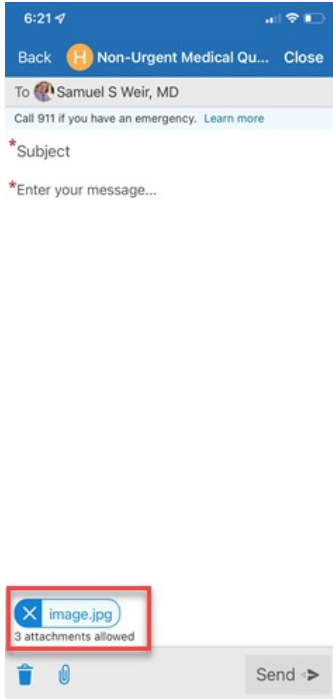 6:21
Back H Non-Urgent Medical Qu... Close
To Samuel S Weir, MD
Call 911 if you have an emergency. Learn more
*Subject
*Enter your message...
image.jpg
3 attachments allowed
Send